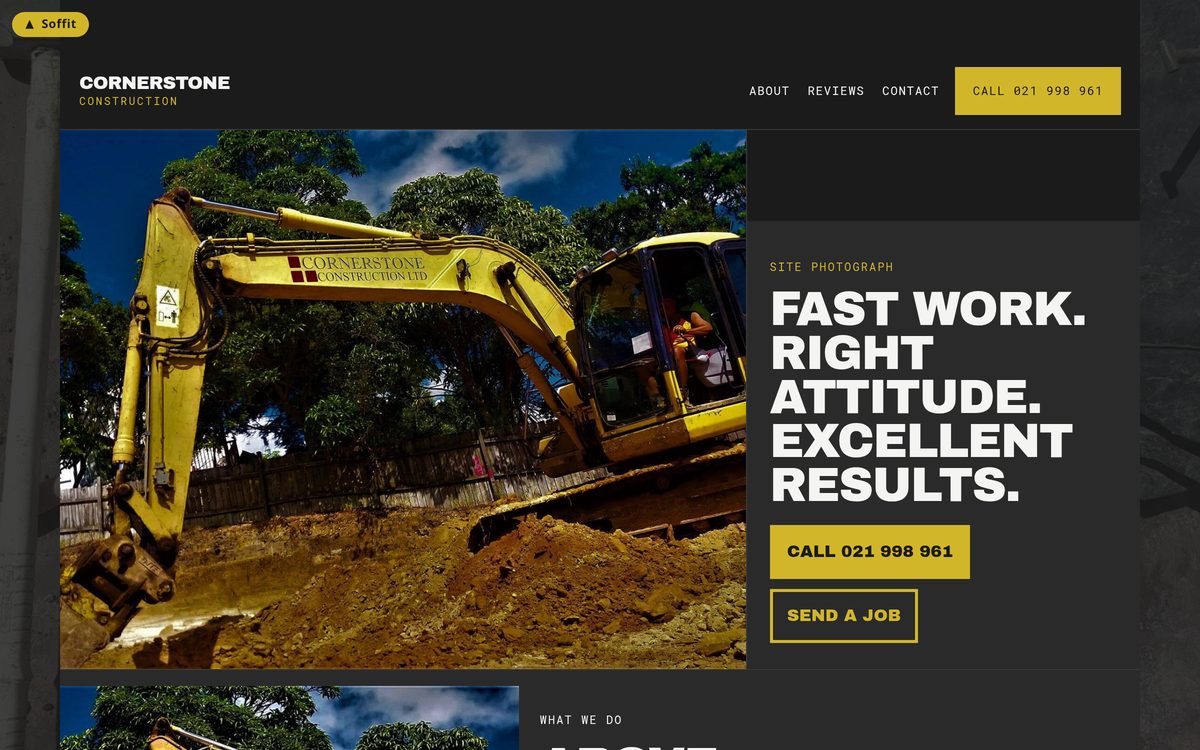 ▲ Soffit
CORNERSTONE
CONSTRUCTION
ABOUT REVIEWS CONTACT CALL 021 998 961
CORNERSTONE
CONSTRUCTION LTD
SITE PHOTOGRAPH
FAST WORK.
RIGHT
ATTITUDE.
EXCELLENT
RESULTS.
CALL 021 998 961
SEND A JOB
WHAT WE DO
ABOVE